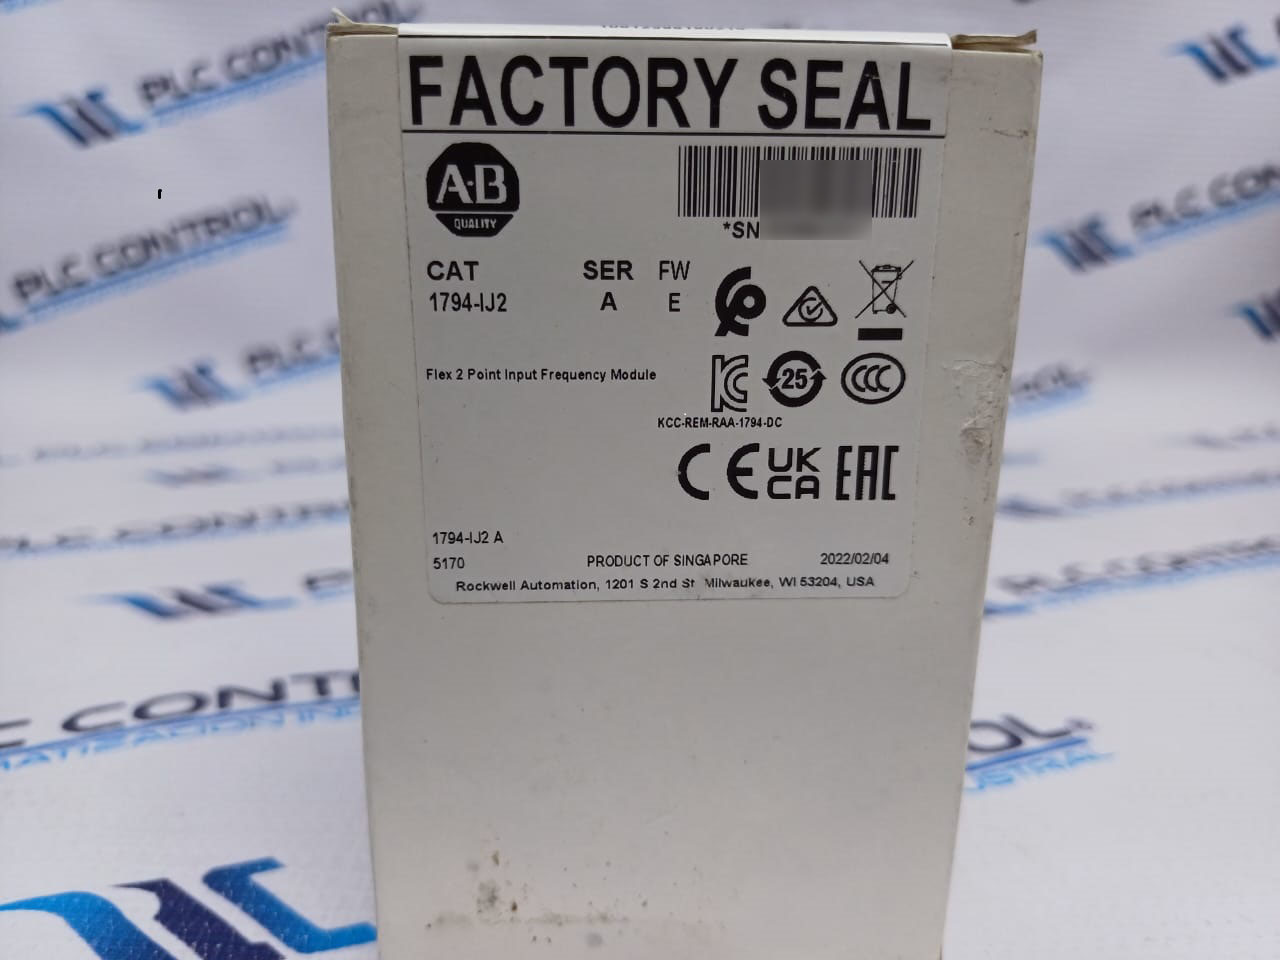 FACTORY SEAL
A·B
QUALITY
*SN
CAT SER FW
1794-IJ2 A E
Flex 2 Point Input Frequency Module
25
CCC
KCC-REM-RAA-1794-DC
CE UK CA EAC
1794-IJ2 A
5170 PRODUCT OF SINGAPORE 2022/02/04
Rockwell Automation, 1201 S 2nd St Milwaukee, WI 53204, USA
PLC CONTROL
PLC CONTROL
PLC CONTROL